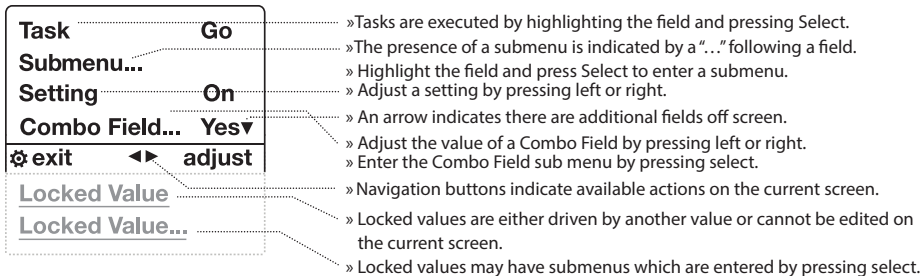 Task Go
Submenu...
Setting On
Combo Field... Yes▼
⚙ exit ◄► adjust
Locked Value
Locked Value...
»Tasks are executed by highlighting the field and pressing Select.
»The presence of a submenu is indicated by a “…” following a field.
» Highlight the field and press Select to enter a submenu.
» Adjust a setting by pressing left or right.
» An arrow indicates there are additional fields off screen.
» Adjust the value of a Combo Field by pressing left or right.
» Enter the Combo Field sub menu by pressing select.
» Navigation buttons indicate available actions on the current screen.
» Locked values are either driven by another value or cannot be edited on
the current screen.
» Locked values may have submenus which are entered by pressing select.